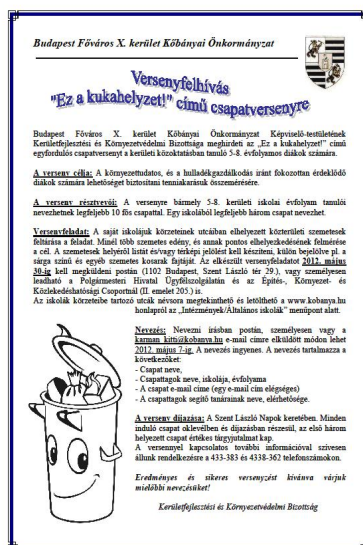 Budapest Főváros X. kerület Kőbányai Önkormányzat
Versenyfelhívás
"Ez a kukahelyzet!" című csapatversenyre
Budapest Főváros X. kerület Kőbányai Önkormányzat Képviselő-testületének
Kerületfejlesztési és Környezetvédelmi Bizottsága meghirdeti az „Ez a kukahelyzet!” című
egyfordulós csapatversenyt a kerületi közoktatásban tanuló 5-8. évfolyamos diákok számára.
A verseny célja: A környezettudatos, és a hulladékgazdálkodás iránt fokozottan érdeklődő
diákok számára lehetőséget biztosítani tenniakarásuk összemérésére.
A verseny résztvevői: A versenyre bármely 5-8. kerületi iskolai évfolyam tanulói
nevezhetnek legfeljebb 10 fős csapattal. Egy iskolából legfeljebb három csapat nevezhet.
Versenyfeladat: A saját iskolájuk körzeteinek utcáiban elhelyezett közterületi szemetesek
feltárása a feladat. Minél több szemetes edény, és annak pontos elhelyezkedésének felmérése
a cél. A szemetesek helyéről listát és/vagy térképi jelölést kell készíteni, külön bejelölve pl. a
sárga színű és egyéb szemetes kosarak fajtáját. Az elkészült versenyfeladatot 2012. május
30-ig kell megküldeni postán (1102 Budapest, Szent László tér 29.), vagy személyesen
leadható a Polgármesteri Hivatal Ügyfélszolgálatán és az Építés-, Környezet- és
Közlekedéshatósági Csoportnál (II. emelet 205.) is.
Az iskolák körzeteibe tartozó utcák névsora megtekinthető és letölthető a www.kobanya.hu
honlapról az „Intézmények/Általános iskolák” menüpont alatt.
Nevezés: Nevezni írásban postán, személyesen vagy a
karman_kitti@kobanya.hu e-mail címre elküldött módon lehet
2012. május 7-ig. A nevezés ingyenes. A nevezés tartalmazza a
következőket:
- Csapat neve,
- Csapattagok neve, iskolája, évfolyama
- A csapat e-mail címe (egy e-mail cím elégséges)
- A csapattagok segítő tanárainak neve, elérhetősége.
A verseny díjazása: A Szent László Napok keretében. Minden
induló csapat oklevélben és díjazásban részesül, az első három
helyezett csapat értékes tárgyjutalmat kap.
A versennyel kapcsolatos további információval szívesen
állunk rendelkezésre a 433-383 és 4338-362 telefonszámokon.
Eredményes és sikeres versenyzést kívánva várjuk
mielőbbi nevezésüket!
Kerületfejlesztési és Környezetvédelmi Bizottság